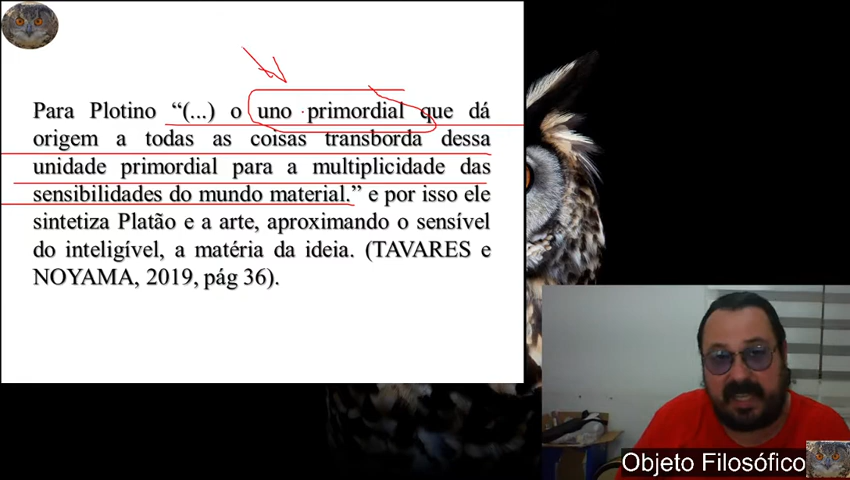 Para Plotino “(...) o uno primordial que dá
origem a todas as coisas transborda dessa
unidade primordial para a multiplicidade das
sensibilidades do mundo material.” e por isso ele
sintetiza Platão e a arte, aproximando o sensível
do inteligível, a matéria da ideia. (TAVARES e
NOYAMA, 2019, pág 36).
Objeto Filosófico